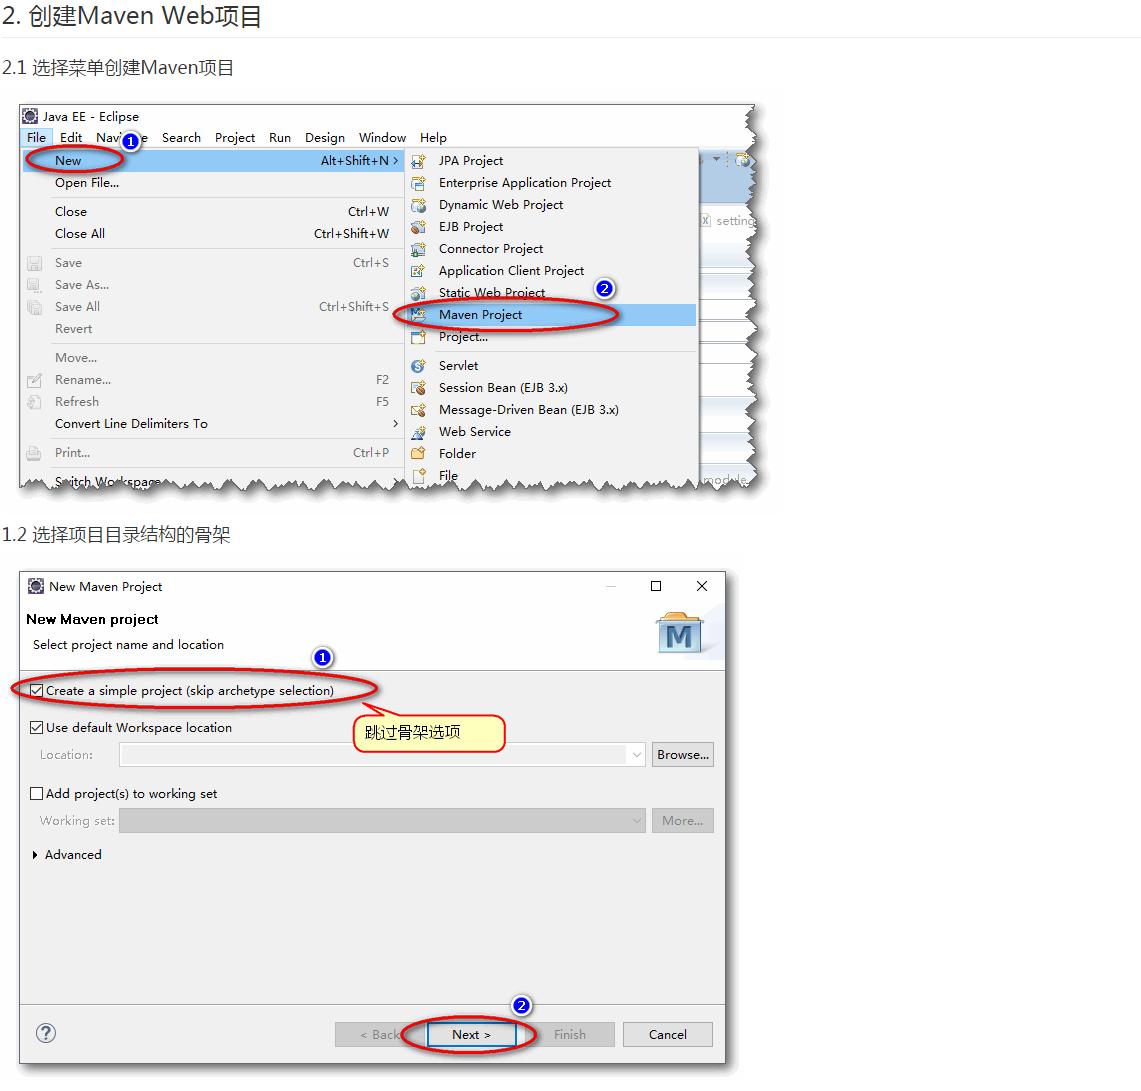 2. 创建Maven Web项目
2.1 选择菜单创建Maven项目
Java EE - Eclipse
File Edit Search Project Run Design Window Help
1
New Alt+Shift+N >
Open File...
Close Ctrl+W
Close All Ctrl+Shift+W
Save Ctrl+S
Save As...
Save All Ctrl+Shift+S
Revert
Move...
Rename... F2
Refresh F5
Convert Line Delimiters To >
Print... Ctrl+P
Switch Workspace
JPA Project
Enterprise Application Project
Dynamic Web Project
EJB Project
Connector Project
Application Client Project
Static Web Project
2
Maven Project
Project...
Servlet
Session Bean (EJB 3.x)
Message-Driven Bean (EJB 3.x)
Web Service
Folder
File
setting
module
1.2 选择项目目录结构的骨架
New Maven Project
New Maven project
Select project name and location
M
1
Create a simple project (skip archetype selection)
跳过骨架选项
Use default Workspace location
Location: Browse...
Add project(s) to working set
Working set: More...
Advanced
2
? < Back Next > Finish Cancel